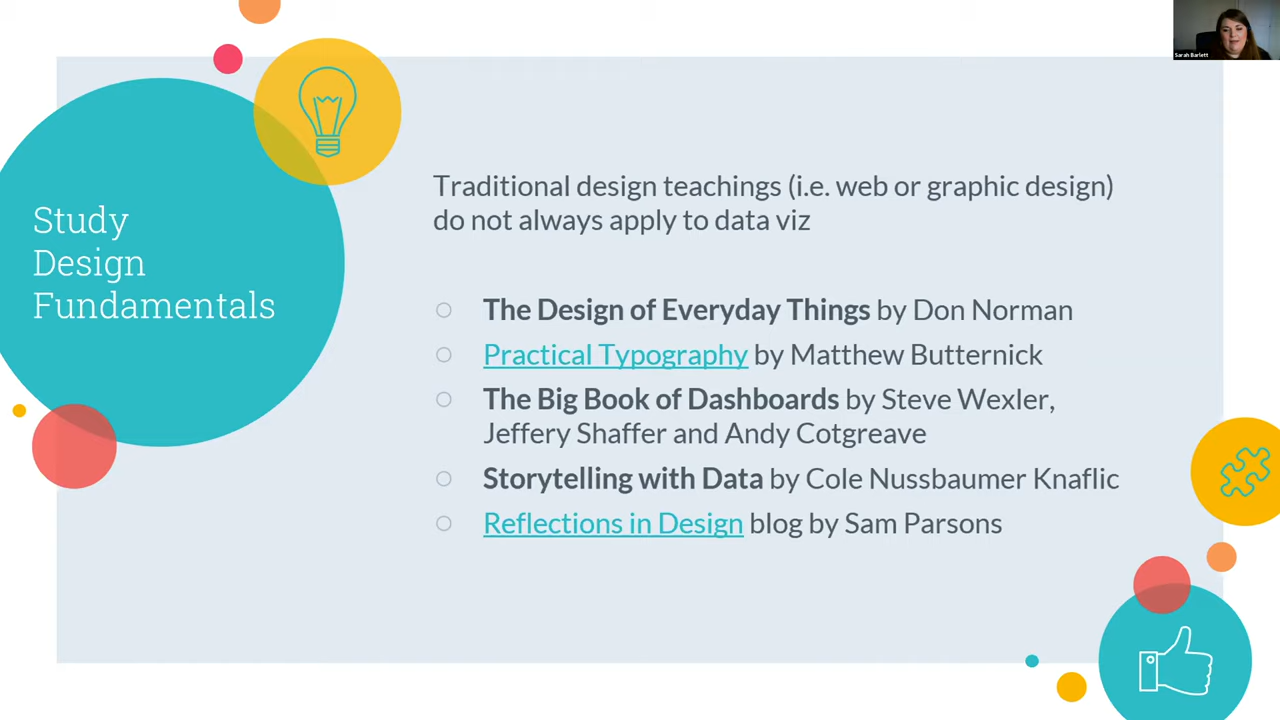 Sarah Barlett
Study
Design
Fundamentals
Traditional design teachings (i.e. web or graphic design)
do not always apply to data viz
The Design of Everyday Things by Don Norman
Practical Typography by Matthew Butternick
The Big Book of Dashboards by Steve Wexler,
Jeffery Shaffer and Andy Cotgreave
Storytelling with Data by Cole Nussbaumer Knaflic
Reflections in Design blog by Sam Parsons